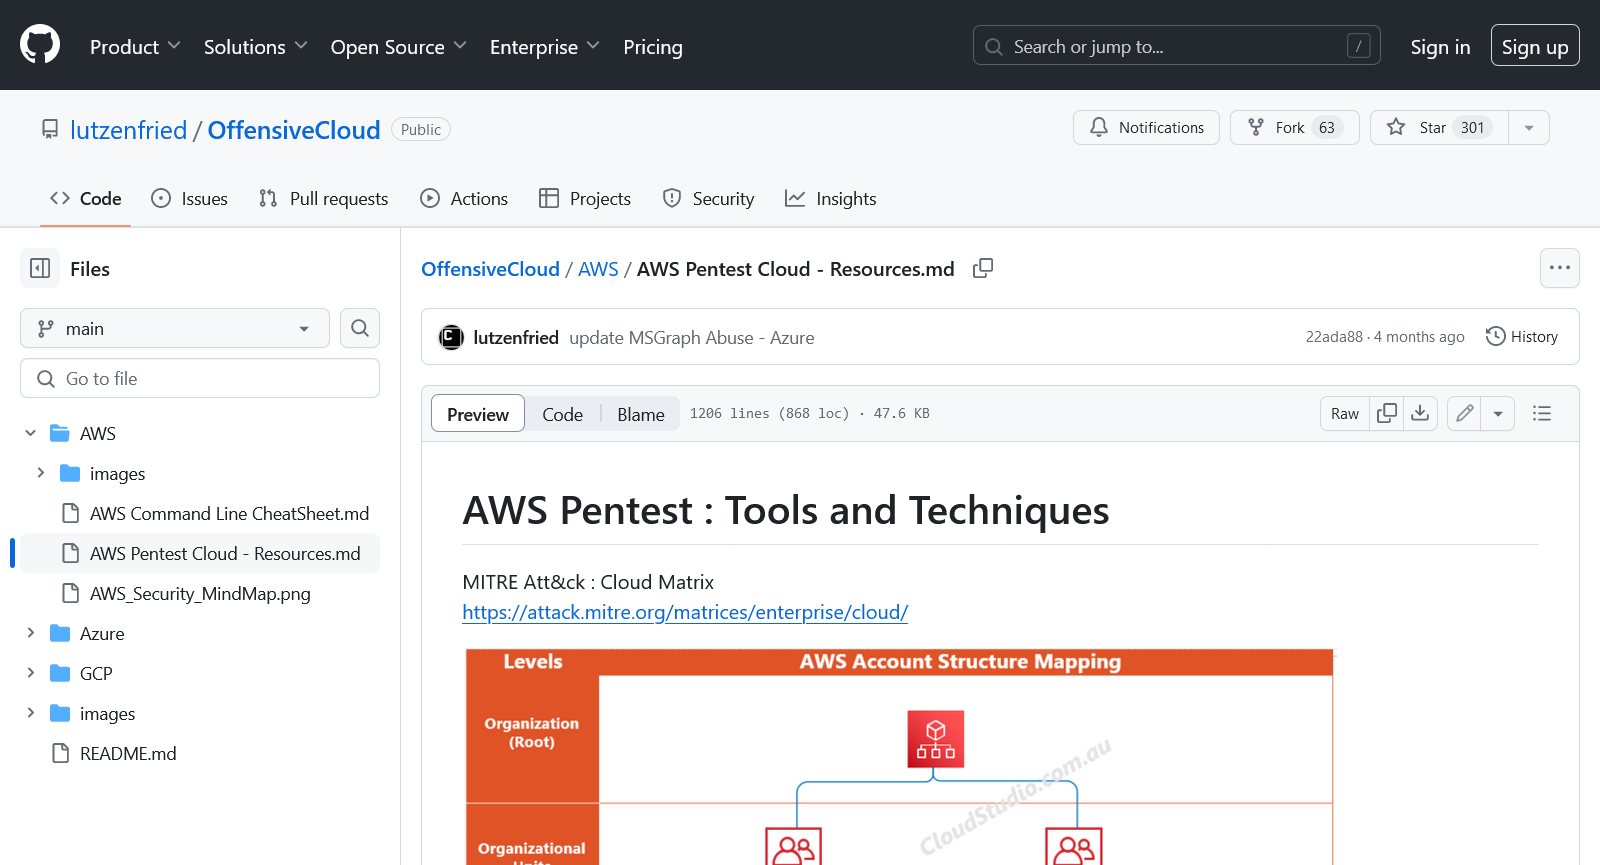 Product
Solutions
Open Source
Enterprise
Pricing
Search or jump to...
/
Sign in
Sign up
lutzenfried / OffensiveCloud
Public
Notifications
Fork 63
Star 301
Code
Issues
Pull requests
Actions
Projects
Security
Insights
Files
main
Go to file
AWS
images
AWS Command Line CheatSheet.md
AWS Pentest Cloud - Resources.md
AWS_Security_MindMap.png
Azure
GCP
images
README.md
OffensiveCloud / AWS / AWS Pentest Cloud - Resources.md
lutzenfried update MSGraph Abuse - Azure
22ada88 · 4 months ago
History
Preview
Code
Blame
1206 lines (868 loc) · 47.6 KB
Raw
AWS Pentest : Tools and Techniques
MITRE Att&ck : Cloud Matrix
https://attack.mitre.org/matrices/enterprise/cloud/
Levels
AWS Account Structure Mapping
Organization
(Root)
CloudStudio.com.au
Organizational
Units